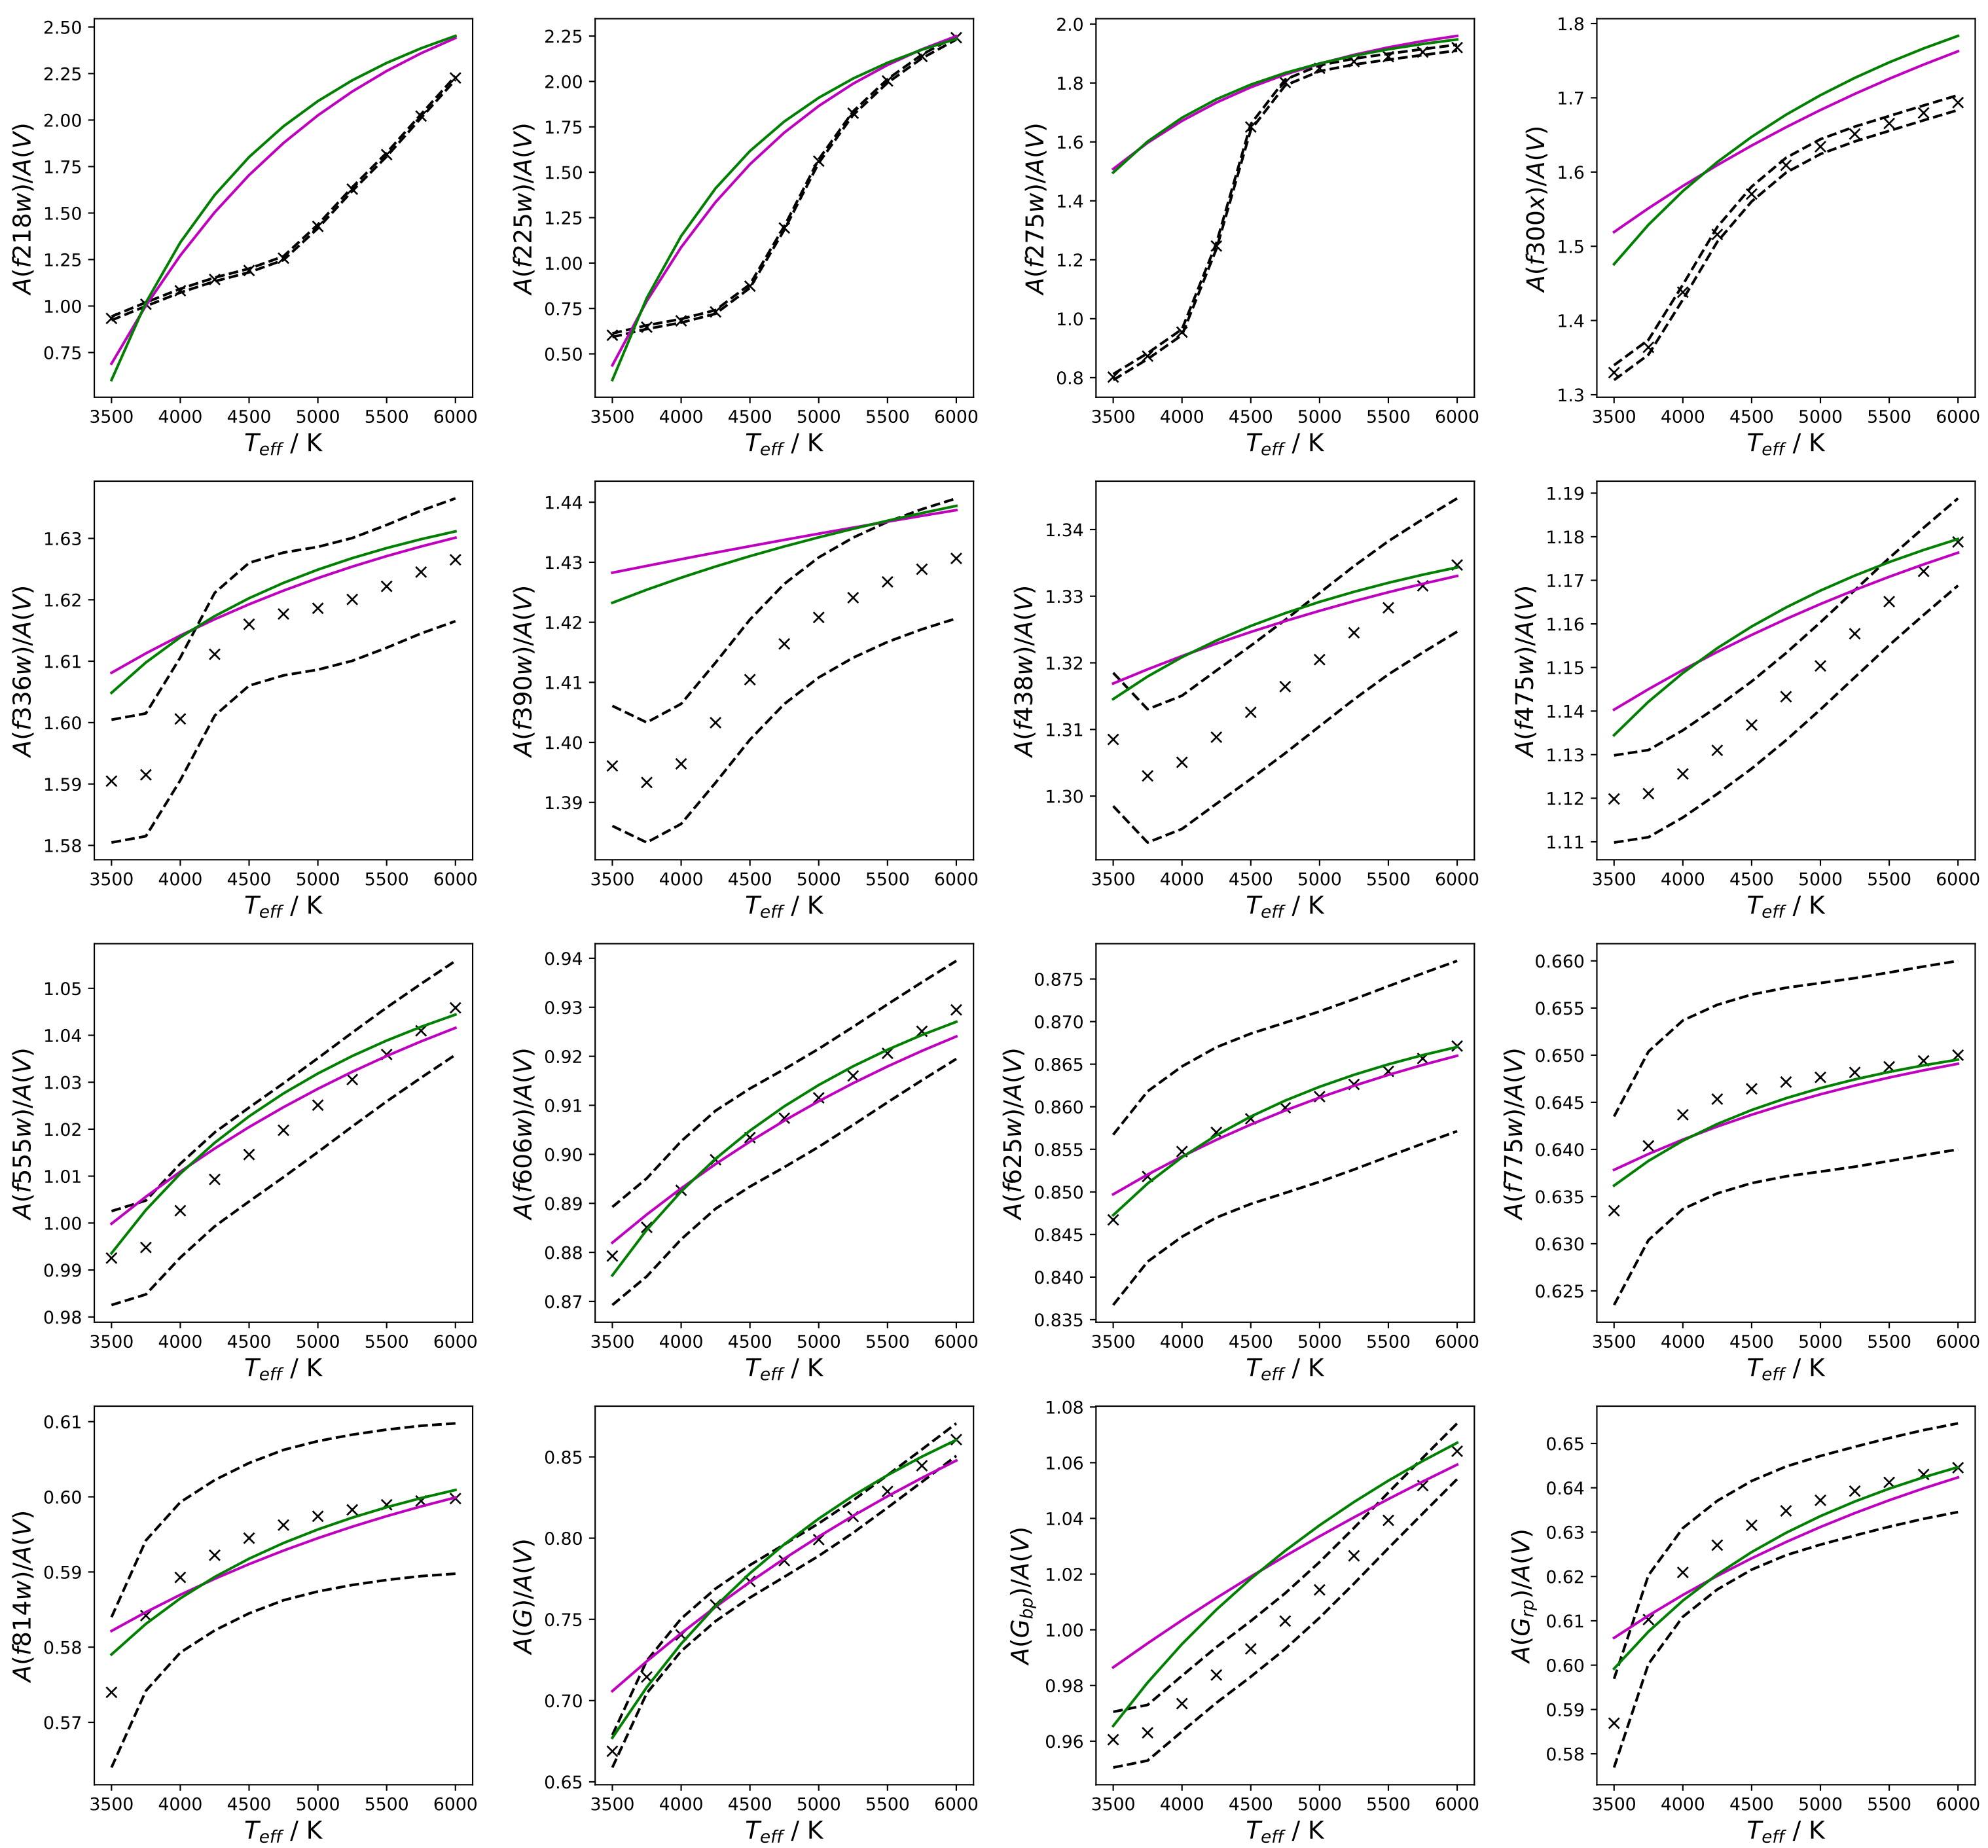 A(f218w)/A(V)
2.50
2.25
2.00
1.75
1.50
1.25
1.00
0.75
3500 4000 4500 5000 5500 6000
T_eff / K
A(f225w)/A(V)
2.25
2.00
1.75
1.50
1.25
1.00
0.75
0.50
3500 4000 4500 5000 5500 6000
T_eff / K
A(f275w)/A(V)
2.0
1.8
1.6
1.4
1.2
1.0
0.8
3500 4000 4500 5000 5500 6000
T_eff / K
A(f300x)/A(V)
1.8
1.7
1.6
1.5
1.4
1.3
3500 4000 4500 5000 5500 6000
T_eff / K
A(f336w)/A(V)
1.63
1.62
1.61
1.60
1.59
1.58
3500 4000 4500 5000 5500 6000
T_eff / K
A(f390w)/A(V)
1.44
1.43
1.42
1.41
1.40
1.39
3500 4000 4500 5000 5500 6000
T_eff / K
A(f438w)/A(V)
1.34
1.33
1.32
1.31
1.30
3500 4000 4500 5000 5500 6000
T_eff / K
A(f475w)/A(V)
1.19
1.18
1.17
1.16
1.15
1.14
1.13
1.12
1.11
3500 4000 4500 5000 5500 6000
T_eff / K
A(f555w)/A(V)
1.05
1.04
1.03
1.02
1.01
1.00
0.99
0.98
3500 4000 4500 5000 5500 6000
T_eff / K
A(f606w)/A(V)
0.94
0.93
0.92
0.91
0.90
0.89
0.88
0.87
3500 4000 4500 5000 5500 6000
T_eff / K
A(f625w)/A(V)
0.875
0.870
0.865
0.860
0.855
0.850
0.845
0.840
0.835
3500 4000 4500 5000 5500 6000
T_eff / K
A(f775w)/A(V)
0.660
0.655
0.650
0.645
0.640
0.635
0.630
0.625
3500 4000 4500 5000 5500 6000
T_eff / K
A(f814w)/A(V)
0.61
0.60
0.59
0.58
0.57
3500 4000 4500 5000 5500 6000
T_eff / K
A(G)/A(V)
0.85
0.80
0.75
0.70
0.65
3500 4000 4500 5000 5500 6000
T_eff / K
A(G_bp)/A(V)
1.08
1.06
1.04
1.02
1.00
0.98
0.96
3500 4000 4500 5000 5500 6000
T_eff / K
A(G_rp)/A(V)
0.65
0.64
0.63
0.62
0.61
0.60
0.59
0.58
3500 4000 4500 5000 5500 6000
T_eff / K